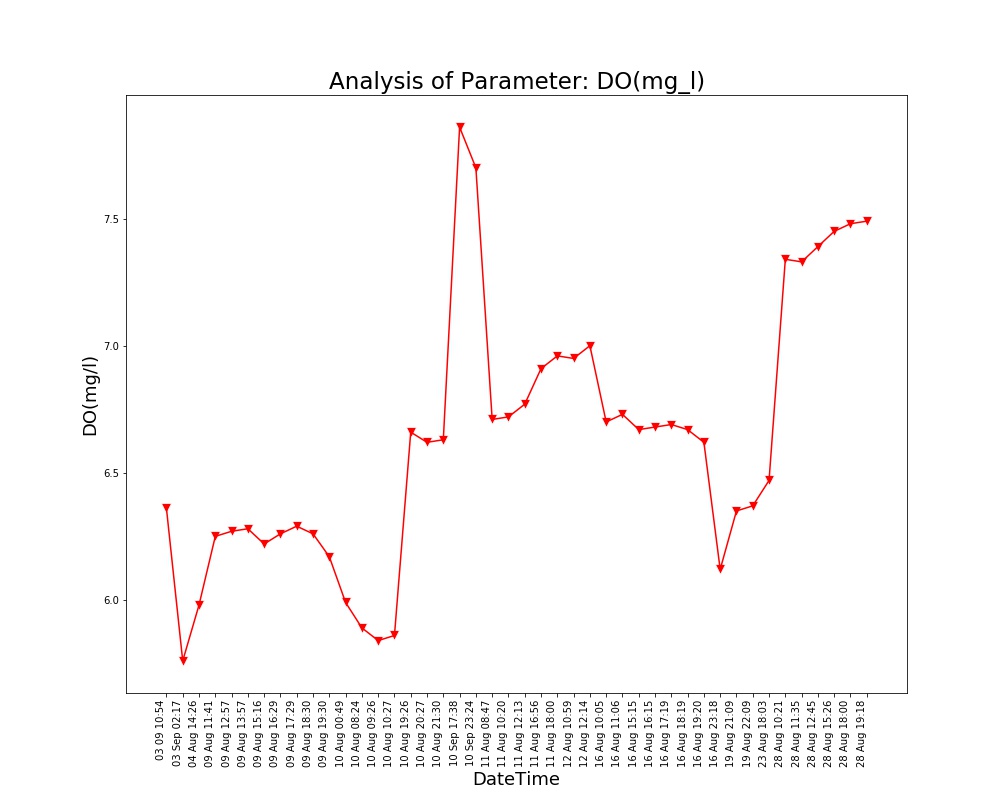 Analysis of Parameter: DO(mg_l)
DO(mg/l)
7.5
7.0
6.5
6.0
03 09 10:54
03 Sep 02:17
04 Aug 14:26
09 Aug 11:41
09 Aug 12:57
09 Aug 13:57
09 Aug 15:16
09 Aug 16:29
09 Aug 17:29
09 Aug 18:30
09 Aug 19:30
10 Aug 00:49
10 Aug 08:24
10 Aug 09:26
10 Aug 10:27
10 Aug 19:26
10 Aug 20:27
10 Aug 21:30
10 Sep 17:38
10 Sep 23:24
11 Aug 08:47
11 Aug 10:20
11 Aug 12:13
11 Aug 16:56
11 Aug 18:00
12 Aug 10:59
12 Aug 12:14
16 Aug 10:05
16 Aug 11:06
16 Aug 15:15
16 Aug 16:15
16 Aug 17:19
16 Aug 18:19
16 Aug 19:20
16 Aug 23:18
19 Aug 21:09
19 Aug 22:09
23 Aug 18:03
28 Aug 10:21
28 Aug 11:35
28 Aug 12:45
28 Aug 15:26
28 Aug 18:00
28 Aug 19:18
DateTime